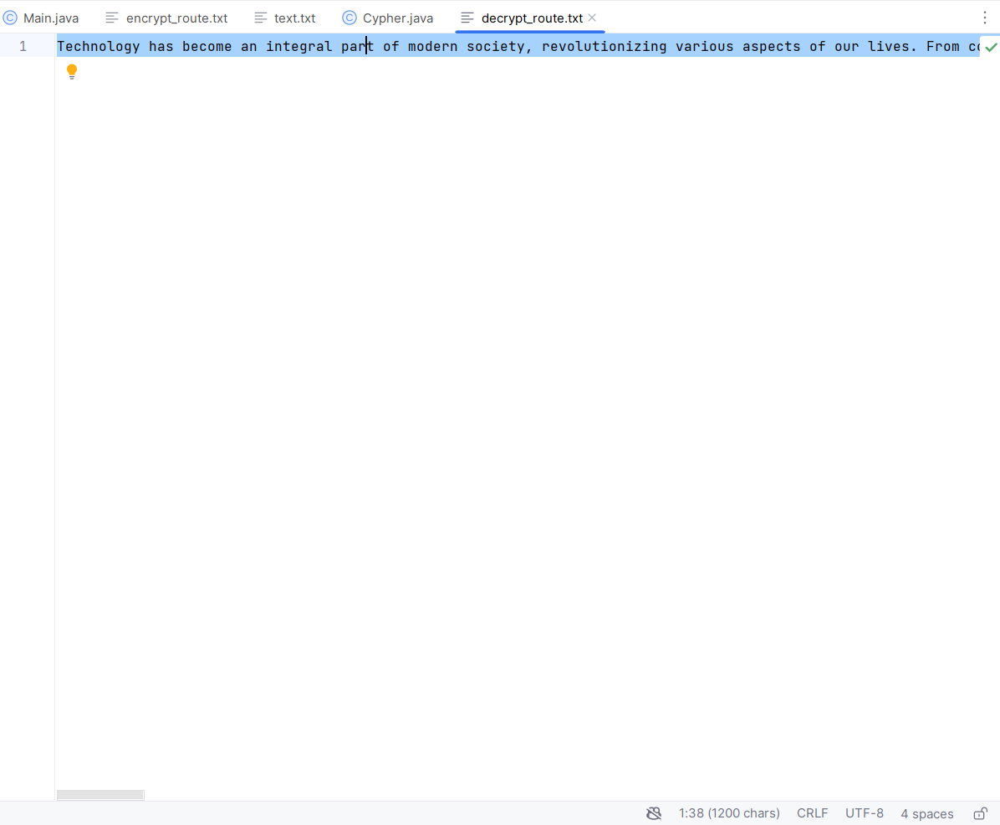 Main.java encrypt_route.txt text.txt Cypher.java decrypt_route.txt
1 Technology has become an integral part of modern society, revolutionizing various aspects of our lives. From
1:38 (1200 chars) CRLF UTF-8 4 spaces